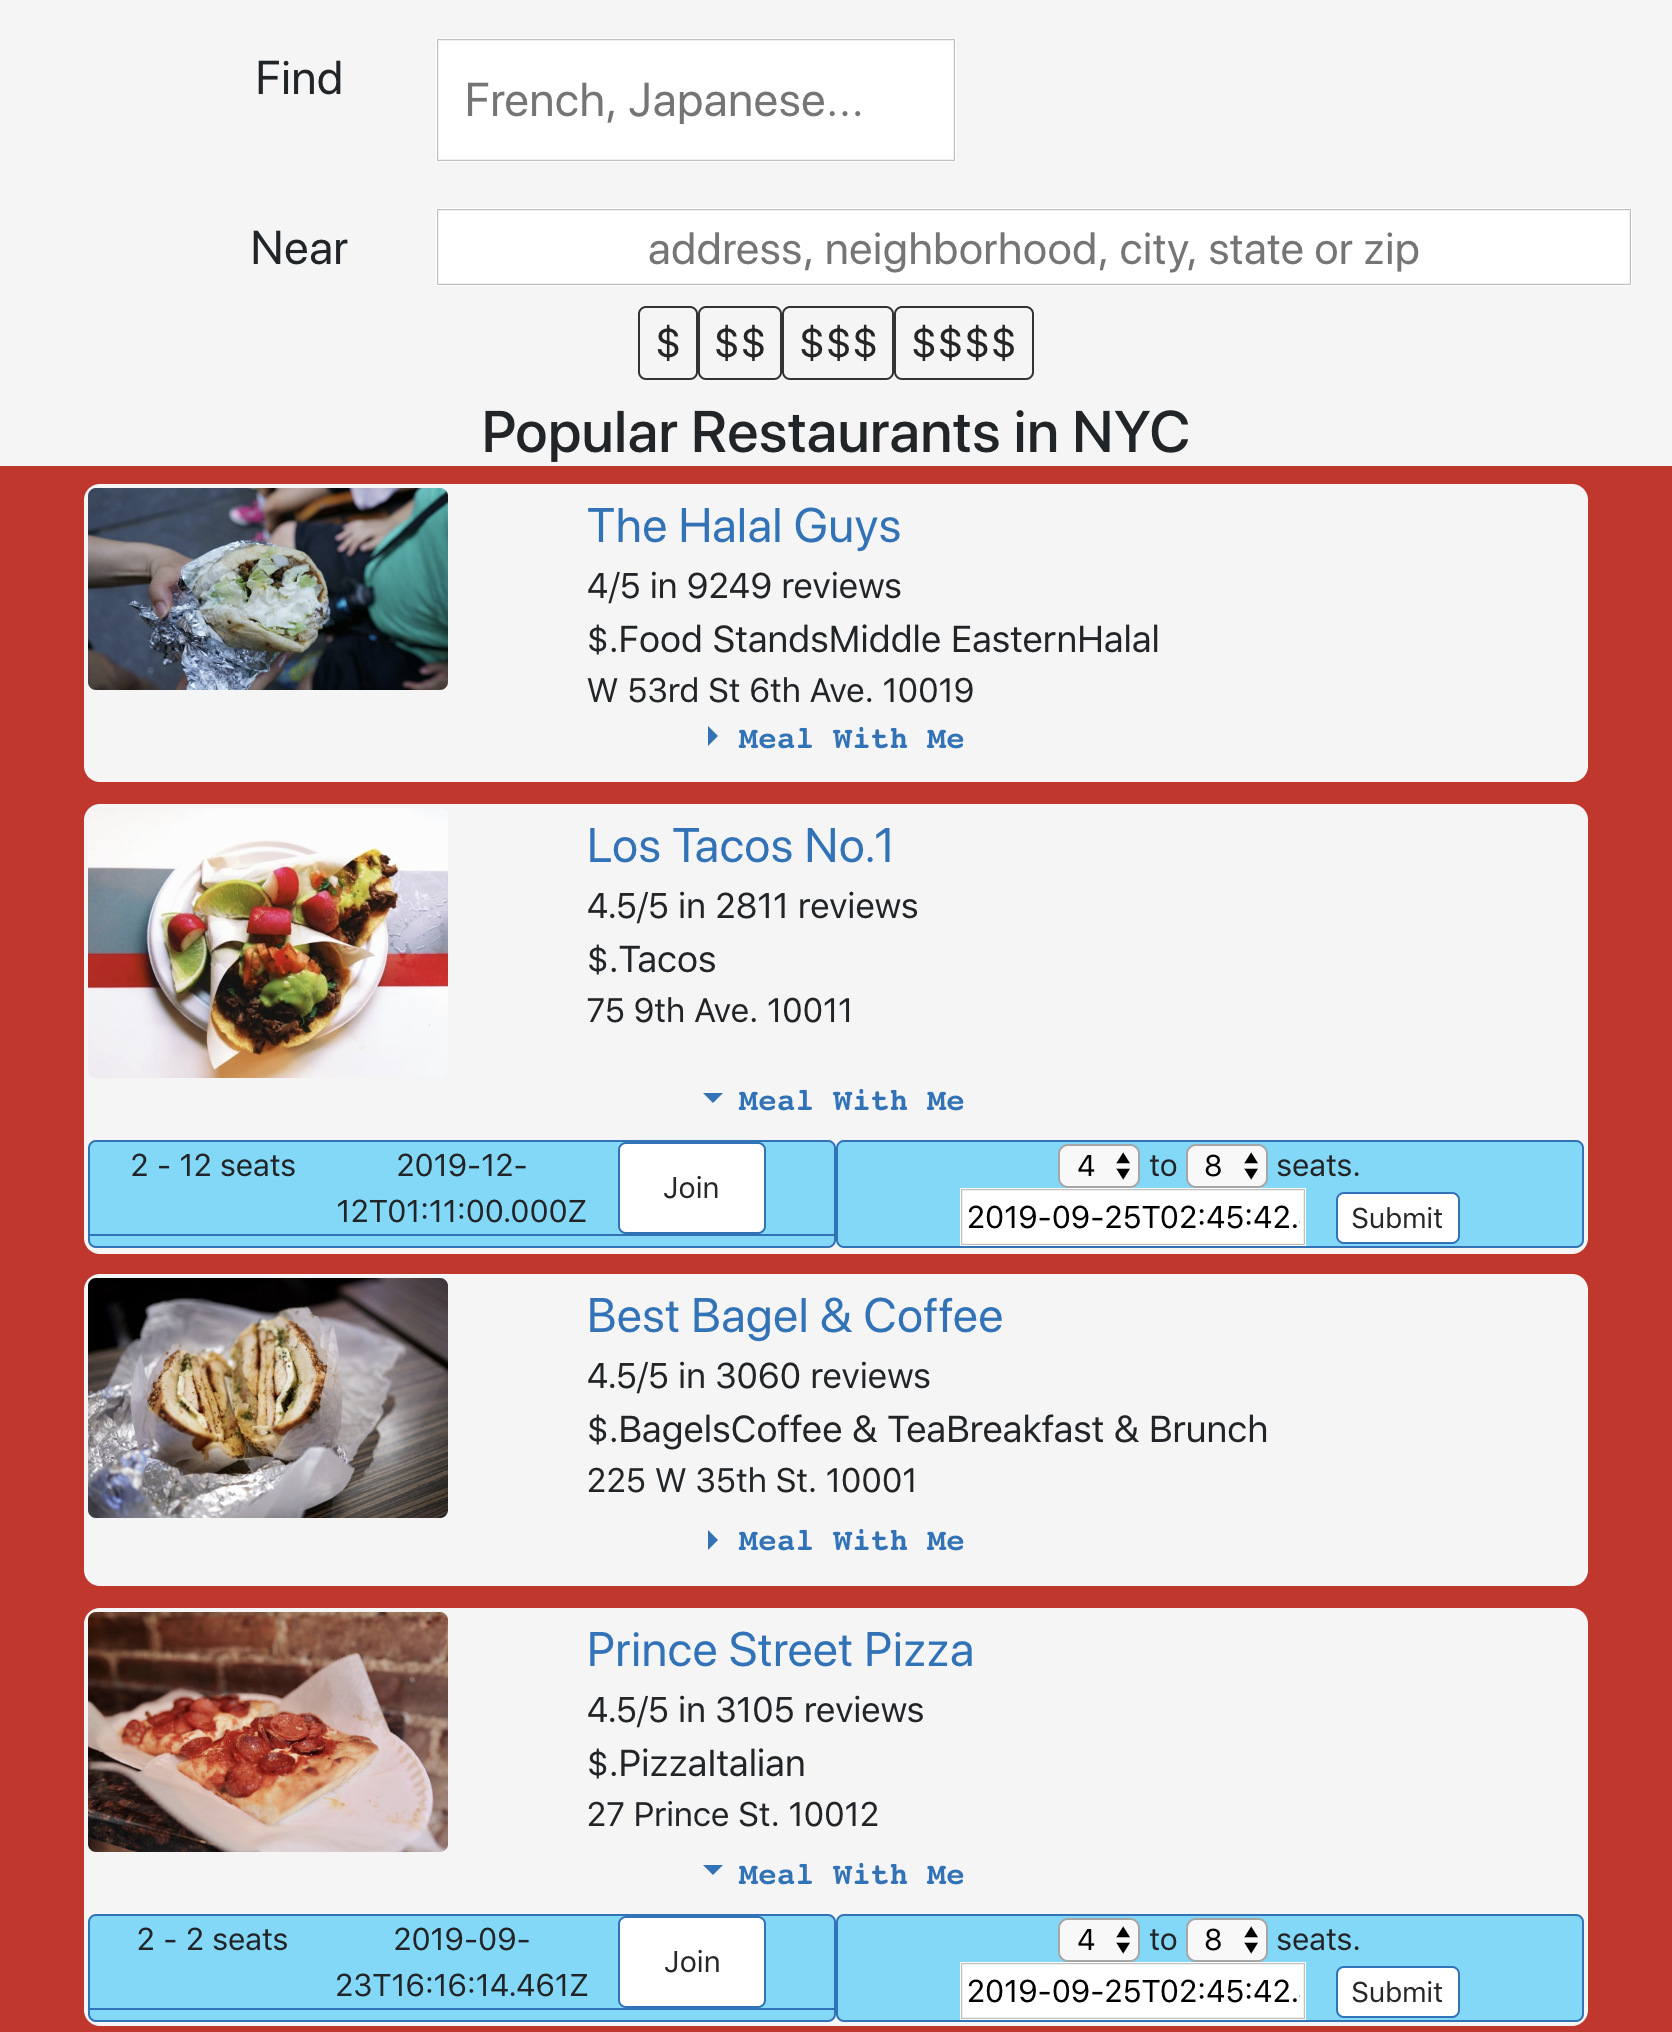 Find
French, Japanese...
Near
address, neighborhood, city, state or zip
$ $$ $$$ $$$$
Popular Restaurants in NYC
The Halal Guys
4/5 in 9249 reviews
$.Food StandsMiddle EasternHalal
W 53rd St 6th Ave. 10019
Meal With Me
Los Tacos No.1
4.5/5 in 2811 reviews
$.Tacos
75 9th Ave. 10011
Meal With Me
2 - 12 seats
2019-12-
12T01:11:00.000Z
Join
4 to 8 seats.
2019-09-25T02:45:42.
Submit
Best Bagel & Coffee
4.5/5 in 3060 reviews
$.BagelsCoffee & TeaBreakfast & Brunch
225 W 35th St. 10001
Meal With Me
Prince Street Pizza
4.5/5 in 3105 reviews
$.PizzaItalian
27 Prince St. 10012
Meal With Me
2 - 2 seats
2019-09-
23T16:16:14.461Z
Join
4 to 8 seats.
2019-09-25T02:45:42.
Submit